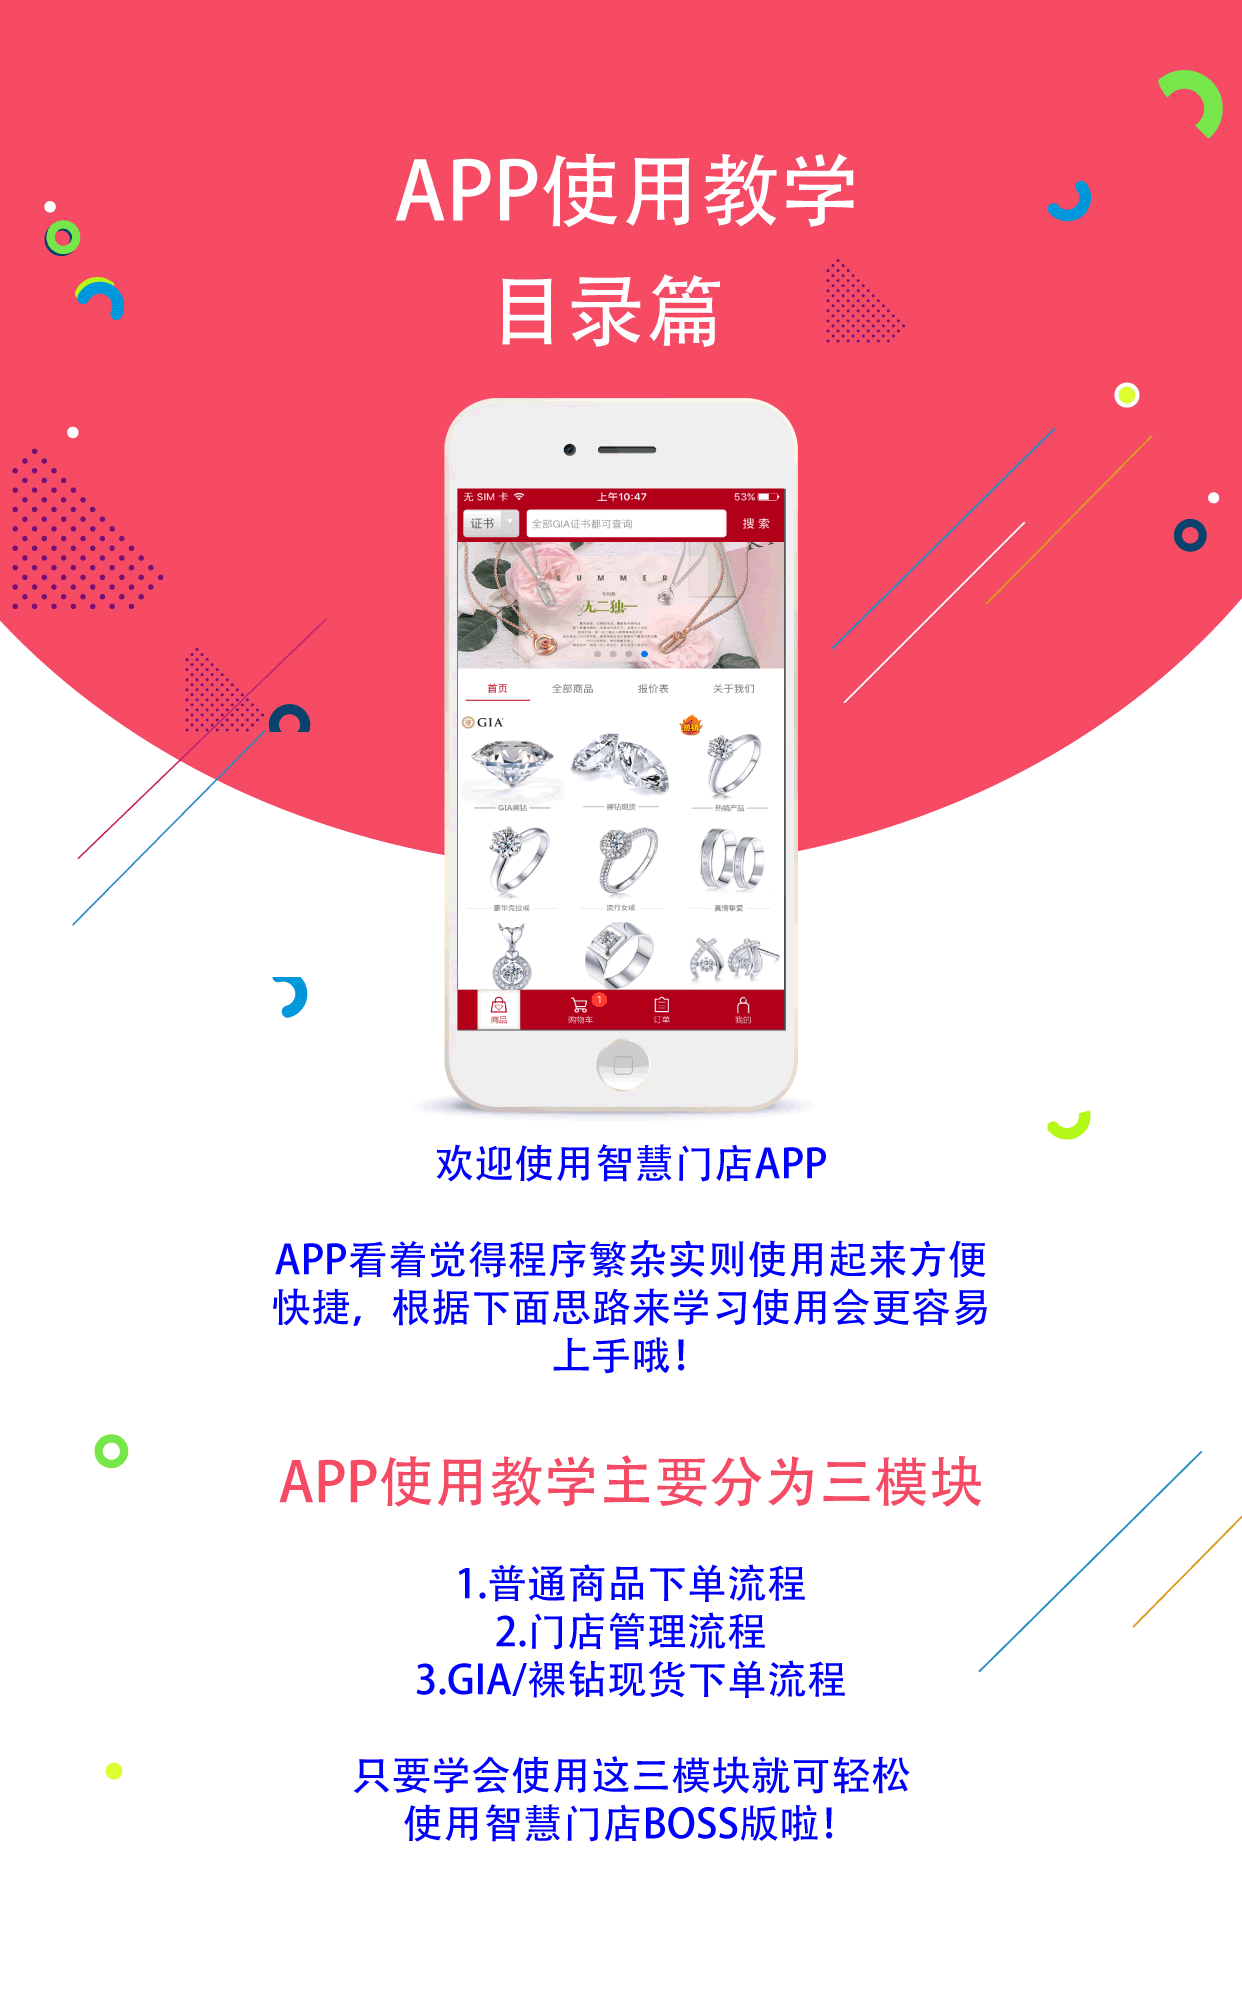 APP使用教学
目录篇
无 SIM 卡 上午10:47 53%
证书 全部GIA证书都可查询 搜 索
SUMMER
无二独一
首页 全部商品 报价表 关于我们
GIA 热销
GIA裸钻 裸钻现货 热销产品
豪华克拉戒 流行女戒 真情挚爱
1
商品 购物车 订单 我的
欢迎使用智慧门店APP
APP看着觉得程序繁杂实则使用起来方便
快捷，根据下面思路来学习使用会更容易
上手哦！
APP使用教学主要分为三模块
1.普通商品下单流程
2.门店管理流程
3.GIA/裸钻现货下单流程
只要学会使用这三模块就可轻松
使用智慧门店BOSS版啦！